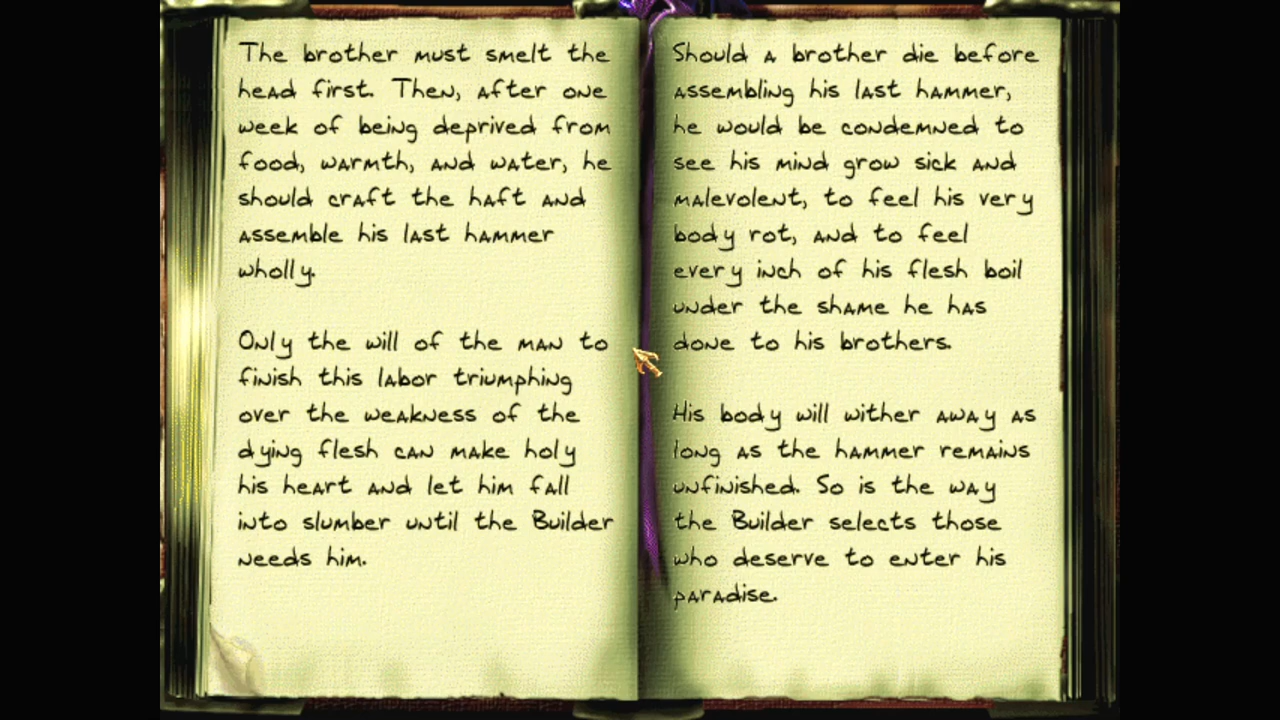 The brother must smelt the
head first. Then, after one
week of being deprived from
food, warmth, and water, he
should craft the haft and
assemble his last hammer
wholly.
Only the will of the man to
finish this labor triumphing
over the weakness of the
dying flesh can make holy
his heart and let him fall
into slumber until the Builder
needs him.
Should a brother die before
assembling his last hammer,
he would be condemned to
see his mind grow sick and
malevolent, to feel his very
body rot, and to feel
every inch of his flesh boil
under the shame he has
done to his brothers.
His body will wither away as
long as the hammer remains
unfinished. So is the way
the Builder selects those
who deserve to enter his
paradise.